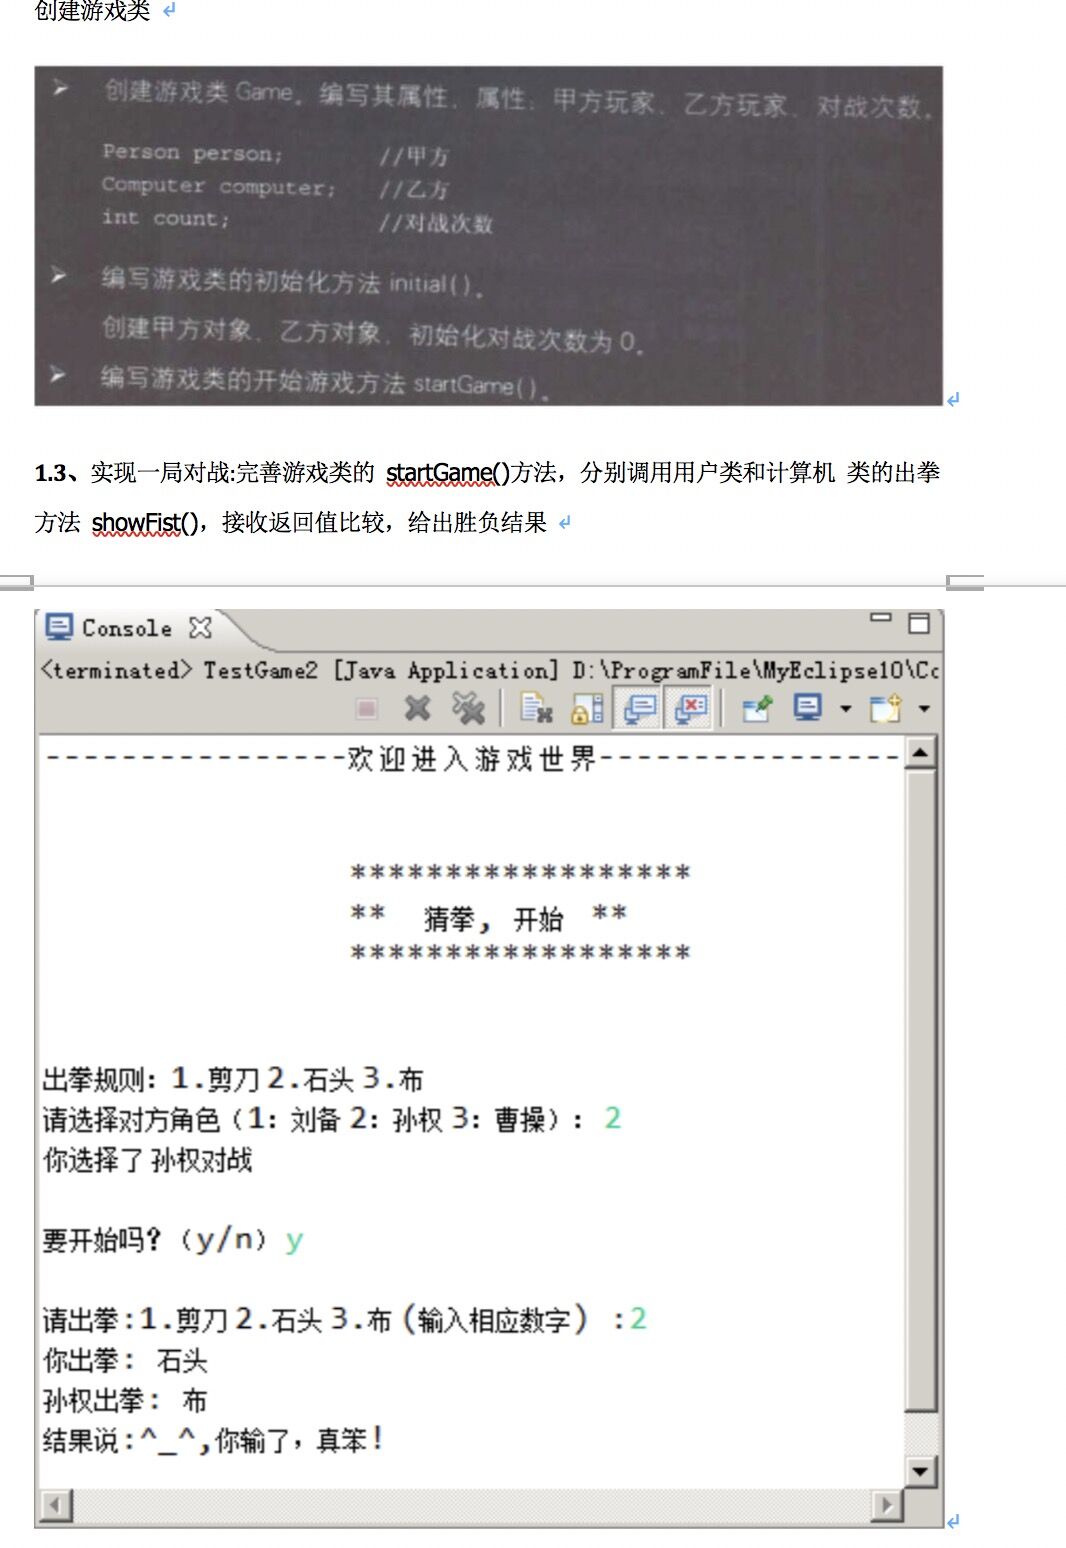 创建游戏类
创建游戏类 Game。编写其属性，属性：甲方玩家、乙方玩家、对战次数。
Person person; //甲方
Computer computer; //乙方
int count; //对战次数
编写游戏类的初始化方法 initial()。
创建甲方对象、乙方对象，初始化对战次数为 0。
编写游戏类的开始游戏方法 startGame()。
1.3、实现一局对战:完善游戏类的 startGame()方法，分别调用用户类和计算机 类的出拳
方法 showFist()，接收返回值比较，给出胜负结果
Console
<terminated> TestGame2 [Java Application] D:\ProgramFile\MyEclipse10\Co
----------------欢迎进入游戏世界----------------
******************
** 猜拳, 开始 **
******************
出拳规则: 1.剪刀 2.石头 3.布
请选择对方角色（1: 刘备 2: 孙权 3: 曹操）: 2
你选择了 孙权对战
要开始吗? （y/n） y
请出拳:1.剪刀 2.石头 3.布 (输入相应数字) :2
你出拳: 石头
孙权出拳: 布
结果说:^_^,你输了，真笨!